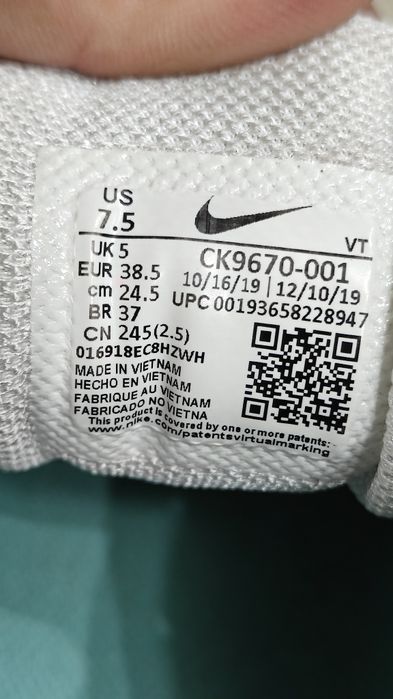 US
7.5
VT
UK 5
CK9670-001
EUR 38.5
10/16/19 | 12/10/19
cm 24.5
UPC 00193658228947
BR 37
CN 245(2.5)
016918EC8HZWH
MADE IN VIETNAM
HECHO EN VIETNAM
FABRIQUE AU VIETNAM
FABRICADO NO VIETNA
This product is covered by one or more patents:
www.nike.com/patentsvirtualmarking